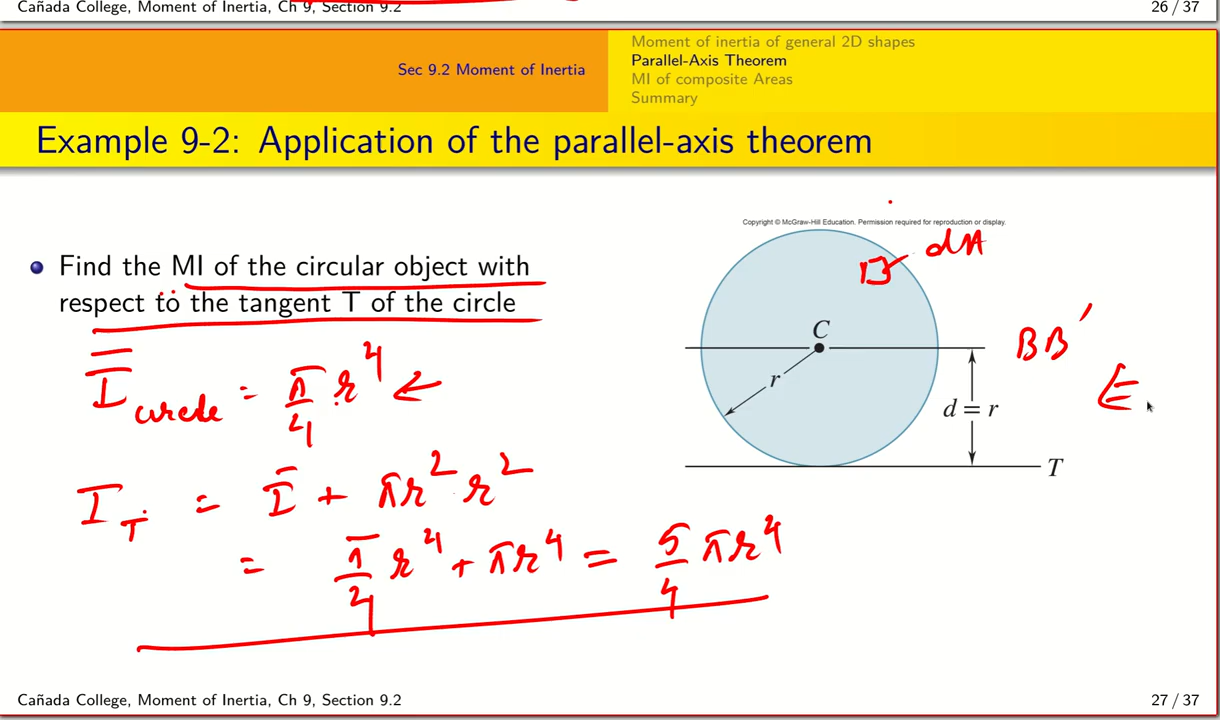 Cañada College, Moment of Inertia, Ch 9, Section 9.2 26 / 37
Sec 9.2 Moment of Inertia
Moment of inertia of general 2D shapes
Parallel-Axis Theorem
MI of composite Areas
Summary
Example 9-2: Application of the parallel-axis theorem
Find the MI of the circular object with
respect to the tangent T of the circle
Ī circle = π/4 r⁴ ←
I_T = Ī + πr² r²
= π/4 r⁴ + πr⁴ = 5/4 πr⁴
Copyright © McGraw-Hill Education. Permission required for reproduction or display.
dA
C
BB′
r
d = r
T
Cañada College, Moment of Inertia, Ch 9, Section 9.2 27 / 37